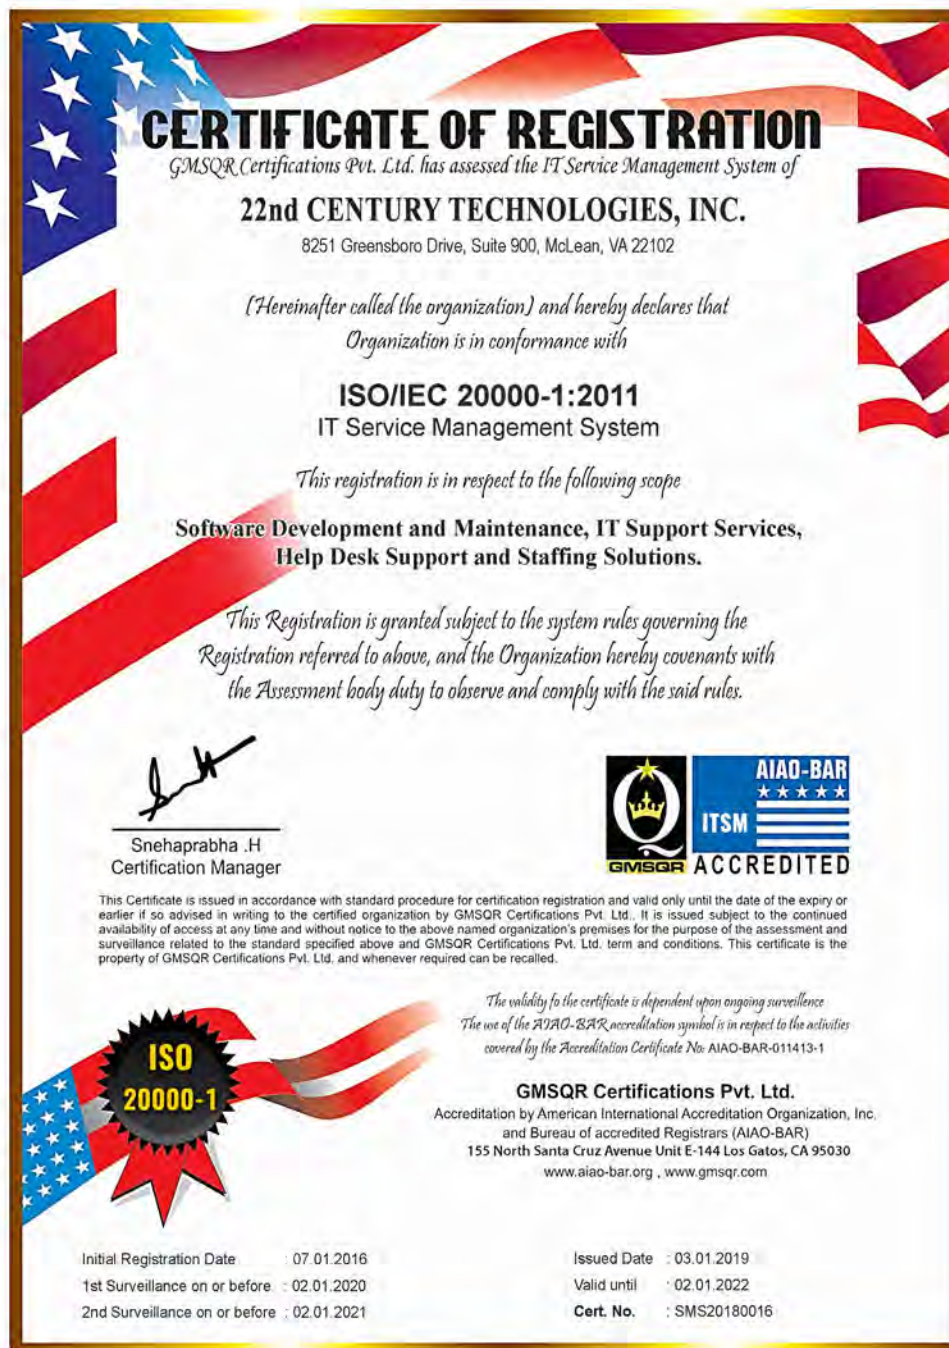 CERTIFICATE OF REGISTRATION
GMSQR Certifications Pvt. Ltd. has assessed the IT Service Management System of
22nd CENTURY TECHNOLOGIES, INC.
8251 Greensboro Drive, Suite 900, McLean, VA 22102
(Hereinafter called the organization) and hereby declares that
Organization is in conformance with
ISO/IEC 20000-1:2011
IT Service Management System
This registration is in respect to the following scope
Software Development and Maintenance, IT Support Services,
Help Desk Support and Staffing Solutions.
This Registration is granted subject to the system rules governing the
Registration referred to above, and the Organization hereby covenants with
the Assessment body duty to observe and comply with the said rules.
Snehaprabha .H
Certification Manager
Q
GMSQR
AIAO-BAR
ITSM
ACCREDITED
This Certificate is issued in accordance with standard procedure for certification registration and valid only until the date of the expiry or
earlier if so advised in writing to the certified organization by GMSQR Certifications Pvt. Ltd.. It is issued subject to the continued
availability of access at any time and without notice to the above named organization's premises for the purpose of the assessment and
surveillance related to the standard specified above and GMSQR Certifications Pvt. Ltd. term and conditions. This certificate is the
property of GMSQR Certifications Pvt. Ltd. and whenever required can be recalled.
The validity fo the certificate is dependent upon ongoing surveillence
The use of the AIAO-BAR accreditation symbol is in respect to the activities
covered by the Accreditation Certificate No: AIAO-BAR-011413-1
ISO
20000-1
GMSQR Certifications Pvt. Ltd.
Accreditation by American International Accreditation Organization, Inc.
and Bureau of accredited Registrars (AIAO-BAR)
155 North Santa Cruz Avenue Unit E-144 Los Gatos, CA 95030
www.aiao-bar.org , www.gmsqr.com
Initial Registration Date : 07.01.2016
1st Surveillance on or before : 02.01.2020
2nd Surveillance on or before : 02.01.2021
Issued Date : 03.01.2019
Valid until : 02.01.2022
Cert. No. : SMS20180016